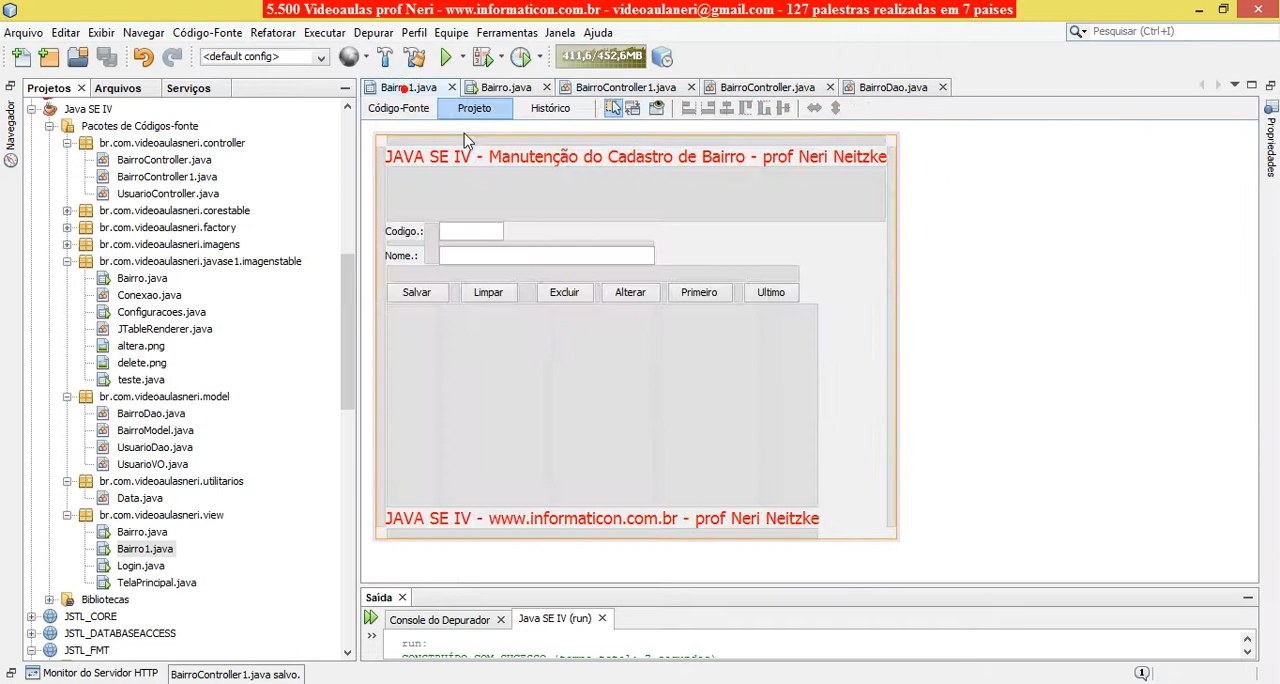 5.500 Videoaulas prof Neri - www.informaticon.com.br - videoaulaneri@gmail.com - 127 palestras realizadas em 7 paises
Arquivo Editar Exibir Navegar Código-Fonte Refatorar Executar Depurar Perfil Equipe Ferramentas Janela Ajuda
Pesquisar (Ctrl+I)
<default config>
411,6/452,6MB
Projetos Arquivos Serviços
Bairro1.java Bairro.java BairroController1.java BairroController.java BairroDao.java
Código-Fonte Projeto Histórico
Navegador
Propriedades
Java SE IV
Pacotes de Códigos-fonte
br.com.videoaulasneri.controller
BairroController.java
BairroController1.java
UsuarioController.java
br.com.videoaulasneri.corestable
br.com.videoaulasneri.factory
br.com.videoaulasneri.imagens
br.com.videoaulasneri.javase1.imagenstable
Bairro.java
Conexao.java
Configuracoes.java
JTableRenderer.java
altera.png
delete.png
teste.java
br.com.videoaulasneri.model
BairroDao.java
BairroModel.java
UsuarioDao.java
UsuarioVO.java
br.com.videoaulasneri.utilitarios
Data.java
br.com.videoaulasneri.view
Bairro.java
Bairro1.java
Login.java
TelaPrincipal.java
Bibliotecas
JSTL_CORE
JSTL_DATABASEACCESS
JSTL_FMT
JAVA SE IV - Manutenção do Cadastro de Bairro - prof Neri Neitzke
Codigo.:
Nome.:
Salvar Limpar Excluir Alterar Primeiro Ultimo
JAVA SE IV - www.informaticon.com.br - prof Neri Neitzke
Saída
Console do Depurador Java SE IV (run)
run:
CONSTRUÍDO COM SUCESSO (tempo total: 7 segundos)
Monitor do Servidor HTTP BairroController1.java salvo.
1